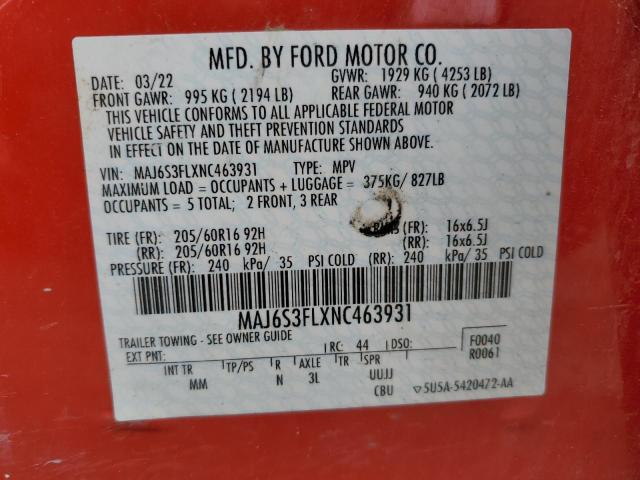 MFD. BY FORD MOTOR CO.
DATE: 03/22 GVWR: 1929 KG (4253 LB)
FRONT GAWR: 995 KG (2194 LB) REAR GAWR: 940 KG (2072 LB)
THIS VEHICLE CONFORMS TO ALL APPLICABLE FEDERAL MOTOR
VEHICLE SAFETY AND THEFT PREVENTION STANDARDS
IN EFFECT ON THE DATE OF MANUFACTURE SHOWN ABOVE.
VIN: MAJ6S3FLXNC463931 TYPE: MPV
MAXIMUM LOAD = OCCUPANTS + LUGGAGE = 375KG/ 827LB
OCCUPANTS = 5 TOTAL; 2 FRONT, 3 REAR
TIRE (FR): 205/60R16 92H (FR): 16x6.5J
(RR): 205/60R16 92H (RR): 16x6.5J
PRESSURE (FR): 240 kPa/ 35 PSI COLD (RR): 240 kPa/ 35 PSI COLD
MAJ6S3FLXNC463931
TRAILER TOWING - SEE OWNER GUIDE
EXT PNT: RC: 44 DSO: F0040
R0061
INT TR TP/PS R AXLE TR SPR
MM N 3L UUJJ
CBU ▽5U5A-5420472-AA